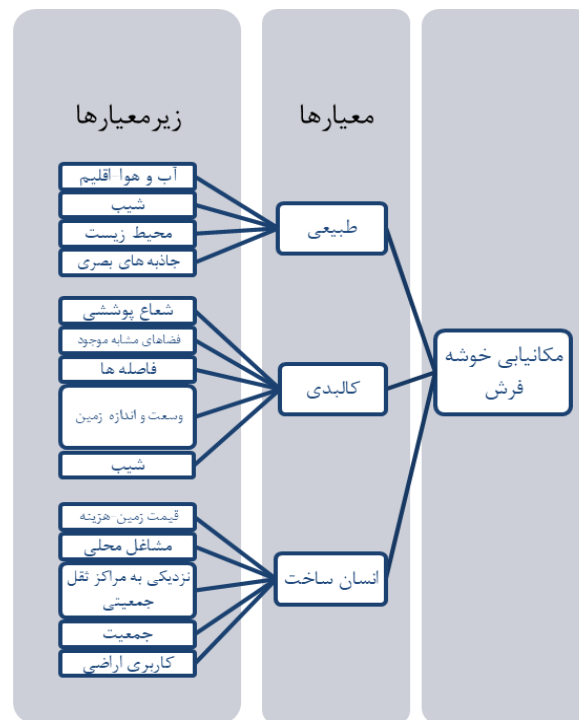 معیارها
زیرمعیارها
مکانیابی خوشه
فرش
طبیعی
آب و هوا-اقلیم
شیب
محیط زیست
جاذبه های بصری
کالبدی
شعاع پوششی
فضاهای مشابه موجود
فاصله ها
وسعت و اندازه زمین
شیب
انسان ساخت
قیمت زمین-هزینه
مشاغل محلی
نزدیکی به مراکز ثقل
جمعیتی
جمعیت
کاربری اراضی